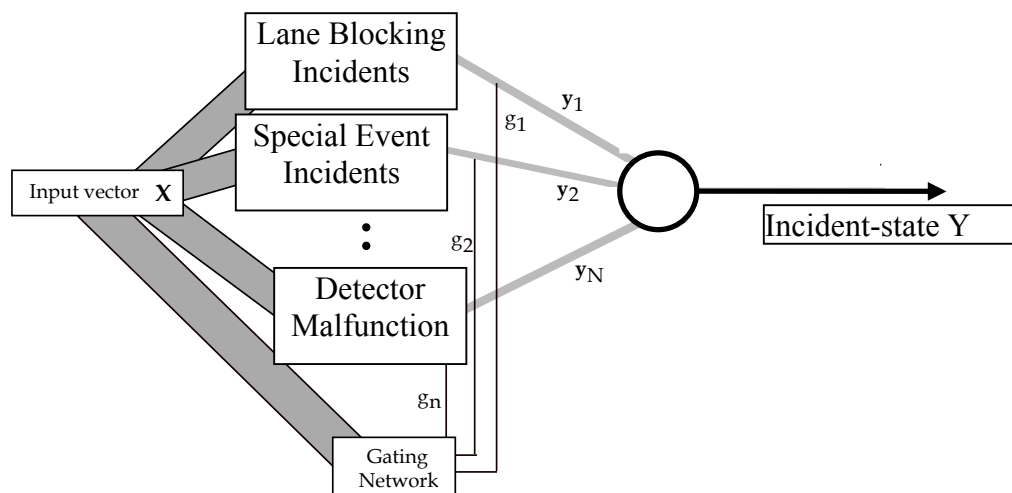 Lane Blocking
Incidents
y1
g1
Special Event
Incidents
Input vector X
y2
Incident-state Y
g2
yN
Detector
Malfunction
gn
Gating
Network